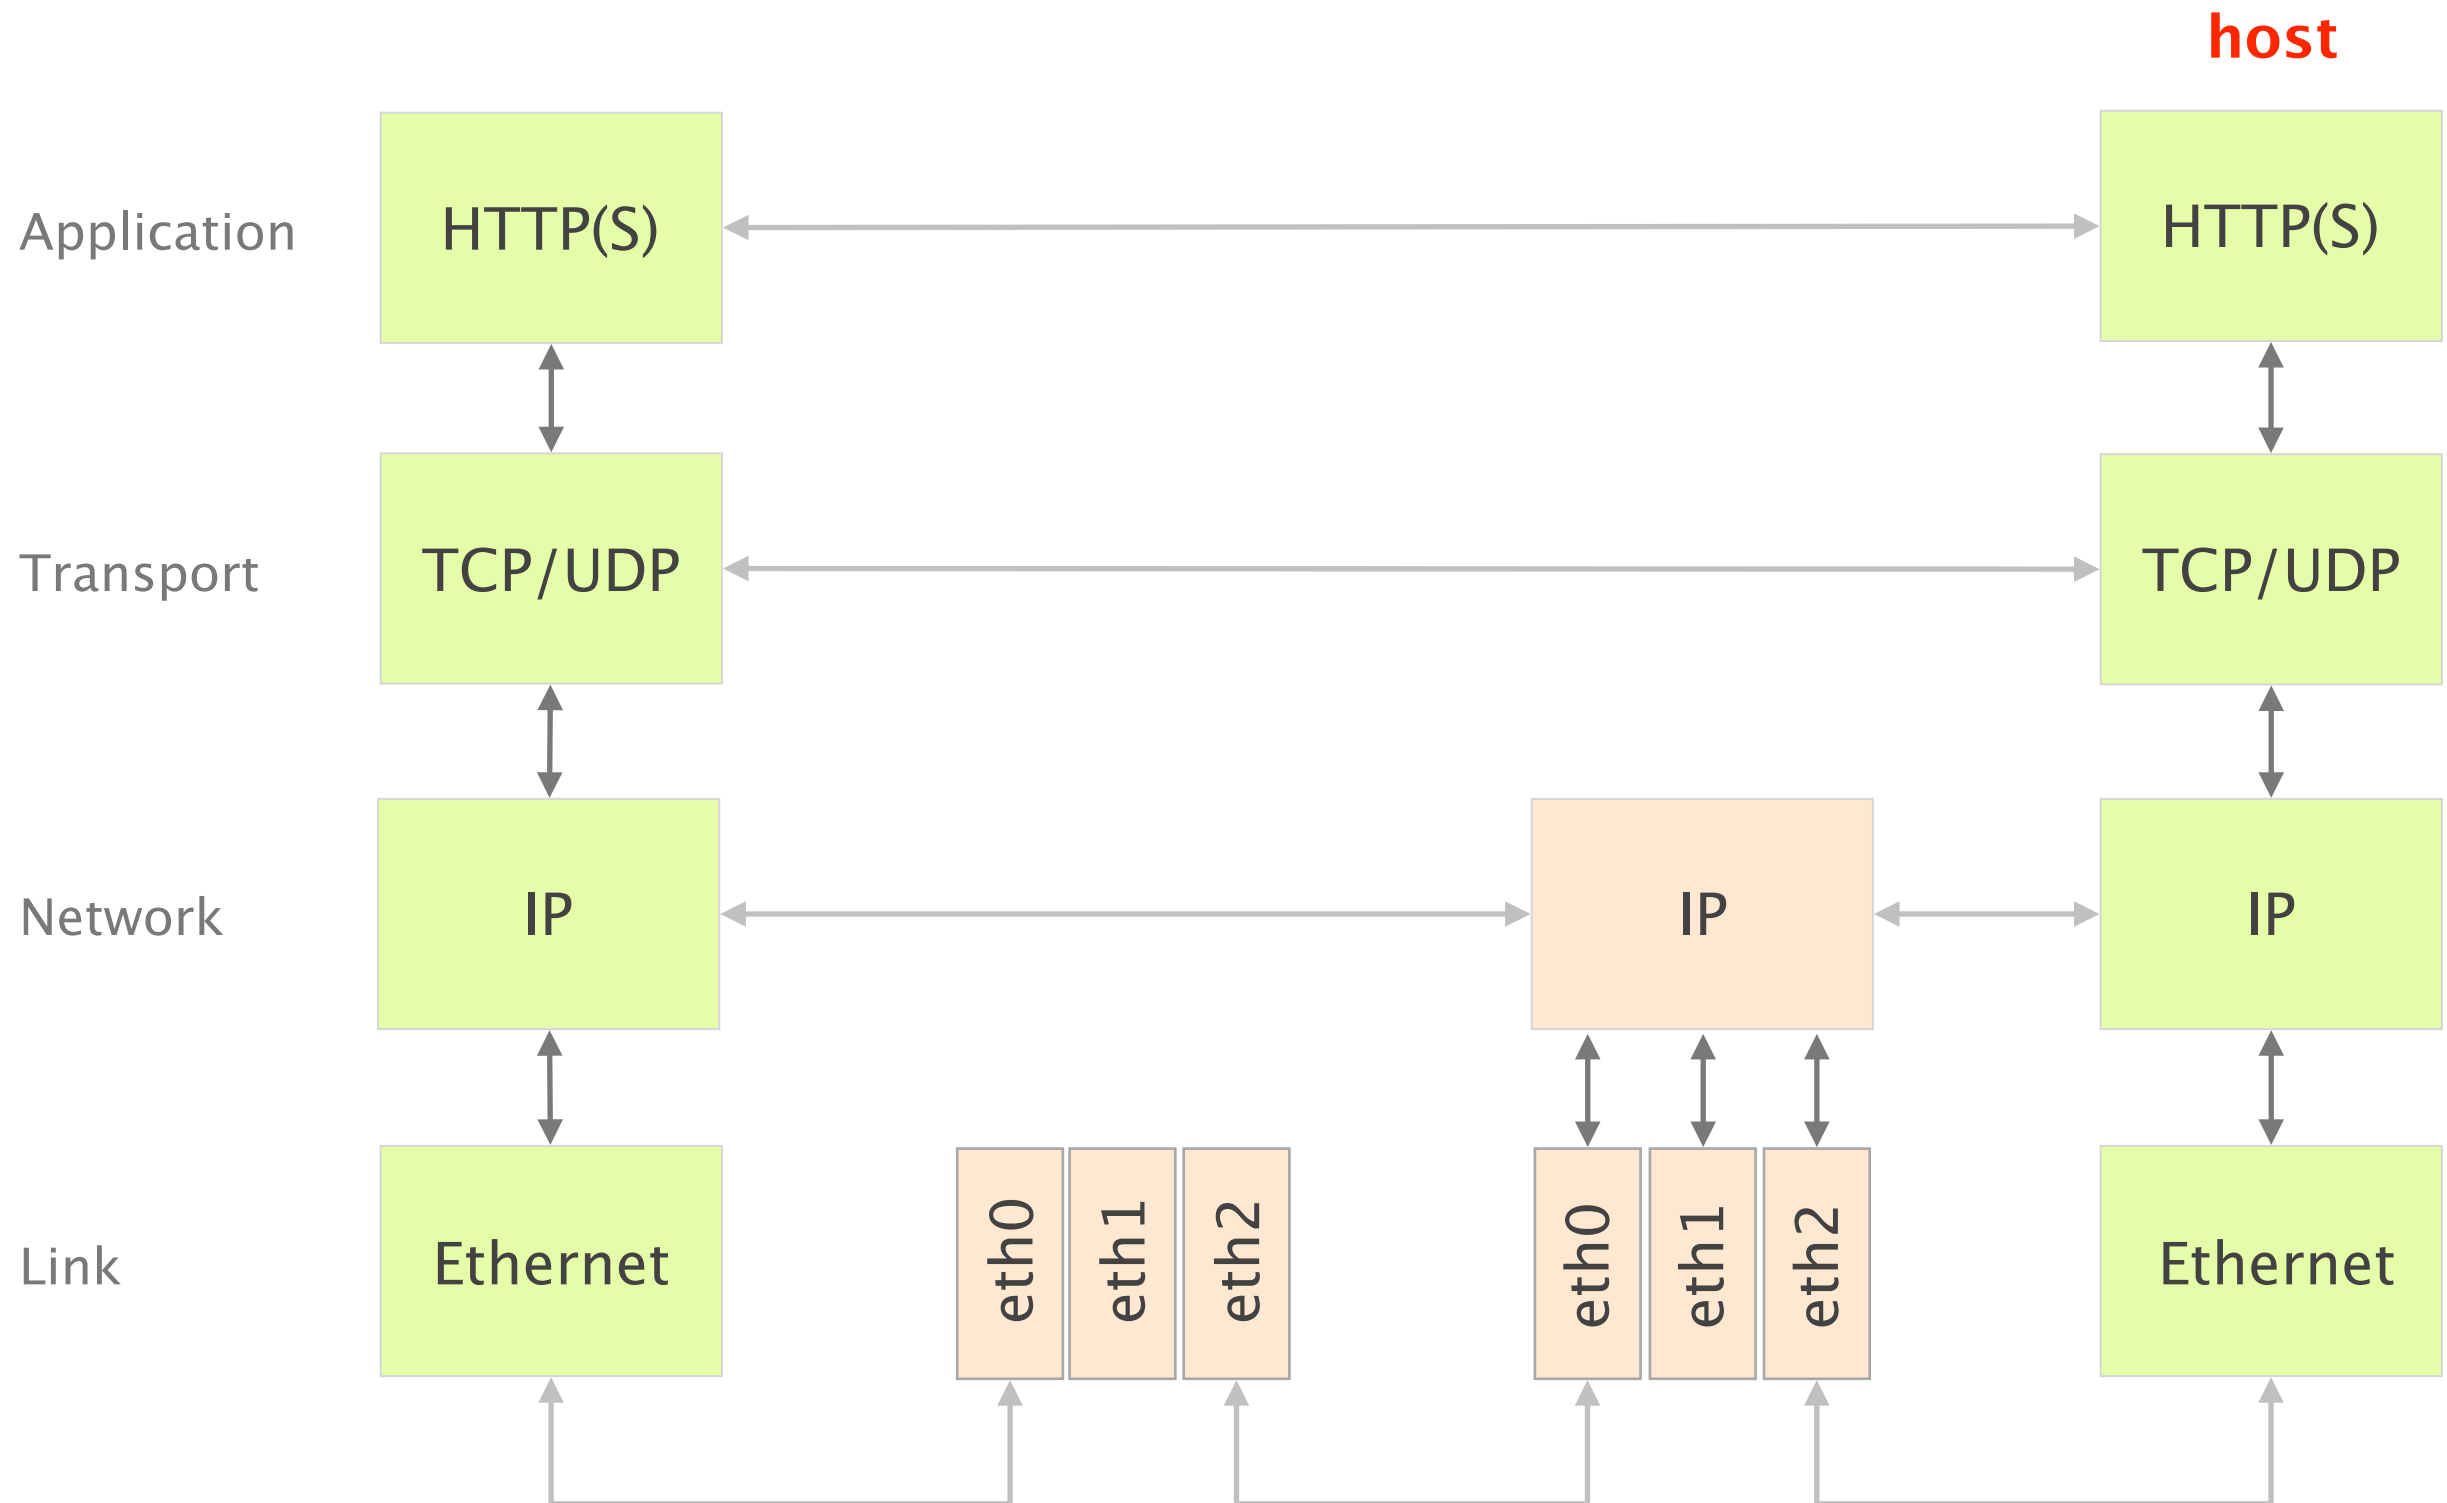 host
Application
HTTP(S)
HTTP(S)
Transport
TCP/UDP
TCP/UDP
Network
IP
IP
IP
Link
Ethernet
eth0
eth1
eth2
eth0
eth1
eth2
Ethernet